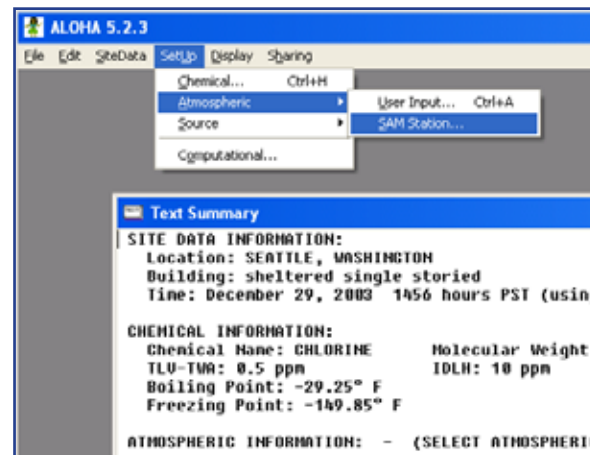 ALOHA 5.2.3
File Edit SiteData SetUp Display Sharing
Chemical... Ctrl+H
Atmospheric
User Input... Ctrl+A
Source
SAM Station...
Computational...
Text Summary
SITE DATA INFORMATION:
Location: SEATTLE, WASHINGTON
Building: sheltered single storied
Time: December 29, 2003 1456 hours PST (usin
CHEMICAL INFORMATION:
Chemical Name: CHLORINE Molecular Weight
TLV-TWA: 0.5 ppm IDLH: 10 ppm
Boiling Point: -29.25° F
Freezing Point: -149.85° F
ATMOSPHERIC INFORMATION: - (SELECT ATMOSPHERI